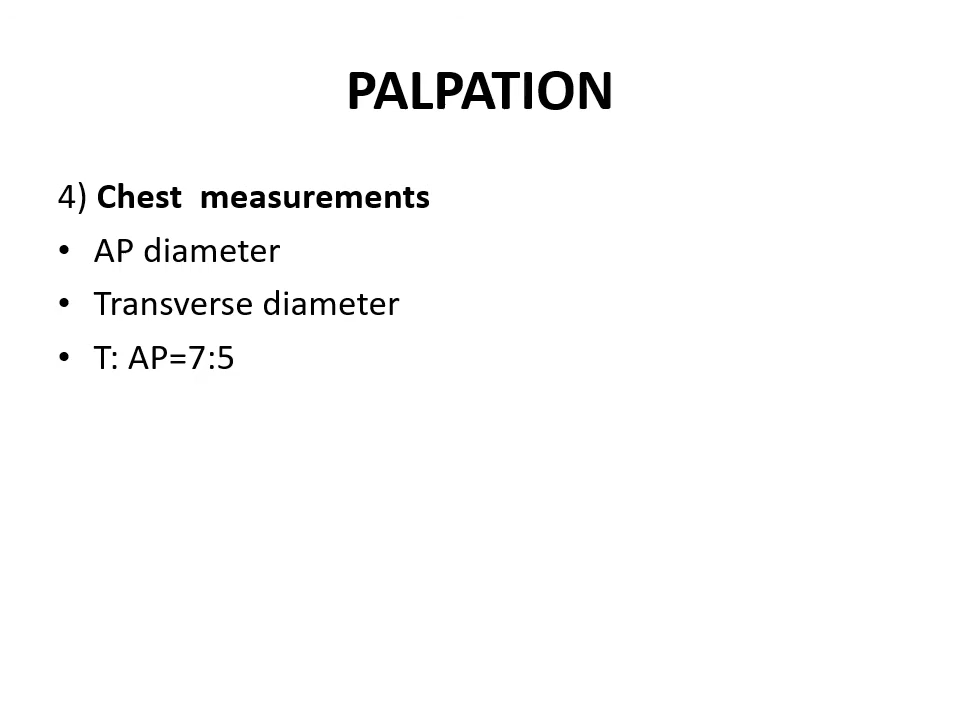 PALPATION
4) Chest  measurements
• AP diameter
• Transverse diameter
• T: AP=7:5